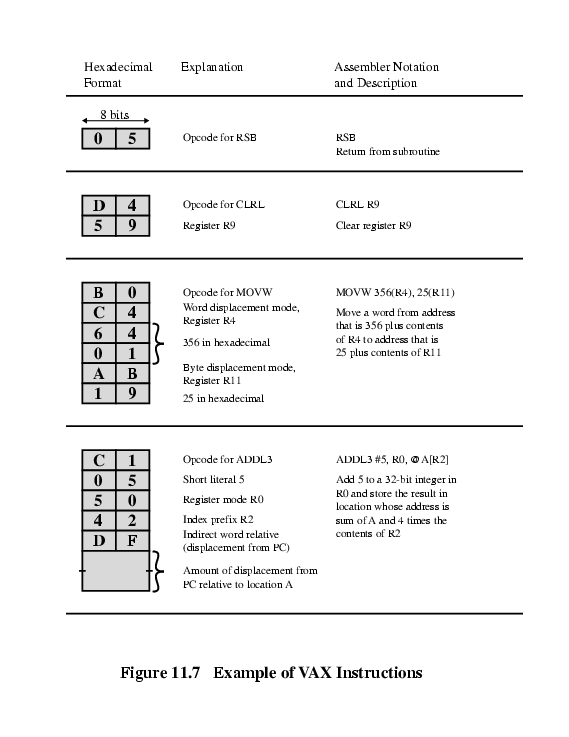 Hexadecimal Explanation Assembler Notation
Format and Description
8 bits
0 5 Opcode for RSB RSB
Return from subroutine
D 4 Opcode for CLRL CLRL R9
5 9 Register R9 Clear register R9
B 0 Opcode for MOVW MOVW 356(R4), 25(R11)
C 4 Word displacement mode, Move a word from address
Register R4 that is 356 plus contents
6 4 356 in hexadecimal of R4 to address that is
0 1 25 plus contents of R11
A B Byte displacement mode,
Register R11
1 9 25 in hexadecimal
C 1 Opcode for ADDL3 ADDL3 #5, R0, @A[R2]
0 5 Short literal 5 Add 5 to a 32-bit integer in
5 0 Register mode R0 R0 and store the result in
4 2 Index prefix R2 location whose address is
D F Indirect word relative sum of A and 4 times the
(displacement from PC) contents of R2
Amount of displacement from
PC relative to location A
Figure 11.7 Example of VAX Instructions